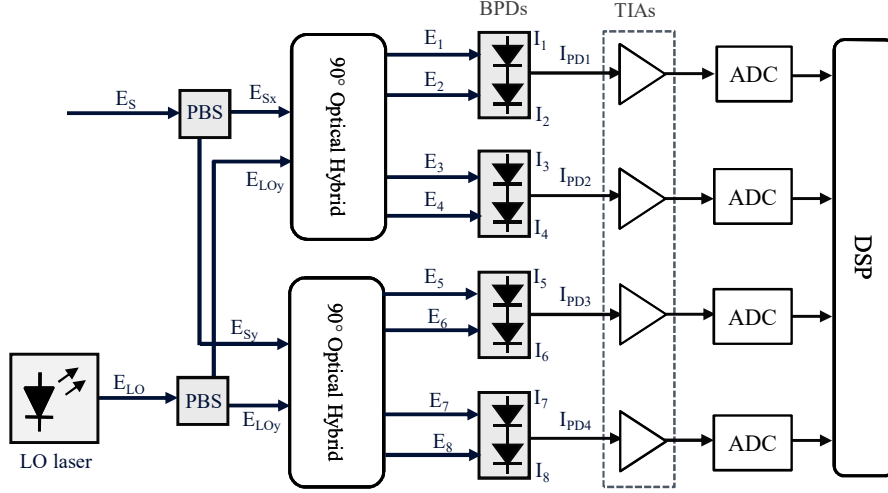 BPDs
TIAs
E1
I1
E2
I2
IPD1
ADC
ES
PBS
ESx
90° Optical Hybrid
ELOy
E3
I3
E4
I4
IPD2
ADC
DSP
E5
I5
E6
I6
IPD3
ADC
ESy
90° Optical Hybrid
ELO
PBS
ELOy
E7
I7
E8
I8
IPD4
ADC
LO laser